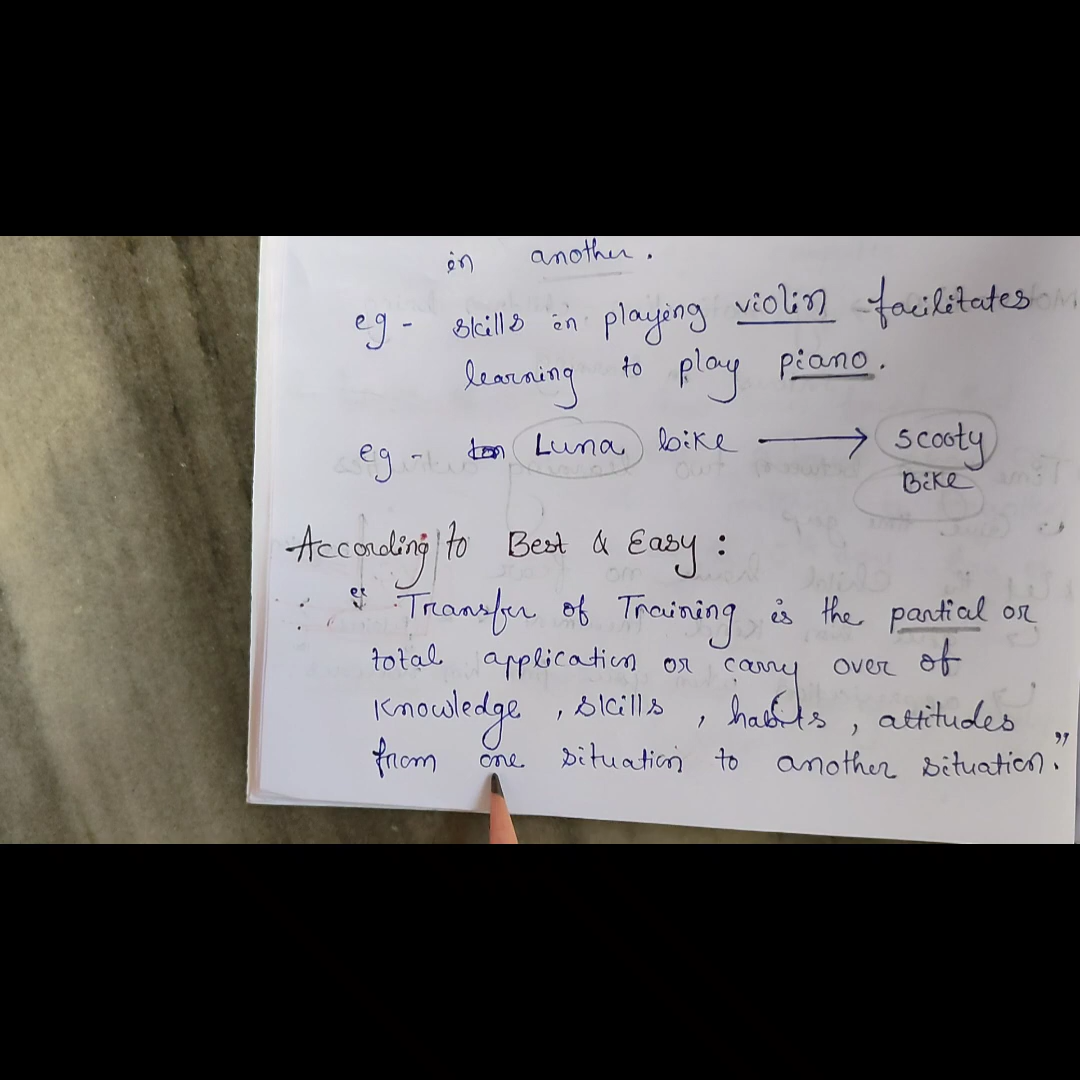 in another.
eg - skills in playing violin facilitates
learning to play piano.
eg - Luna bike → scooty
Bike
According to Best & Easy :
" Transfer of Training is the partial or
total application or carry over of
knowledge, skills, habits, attitudes
from one situation to another situation."